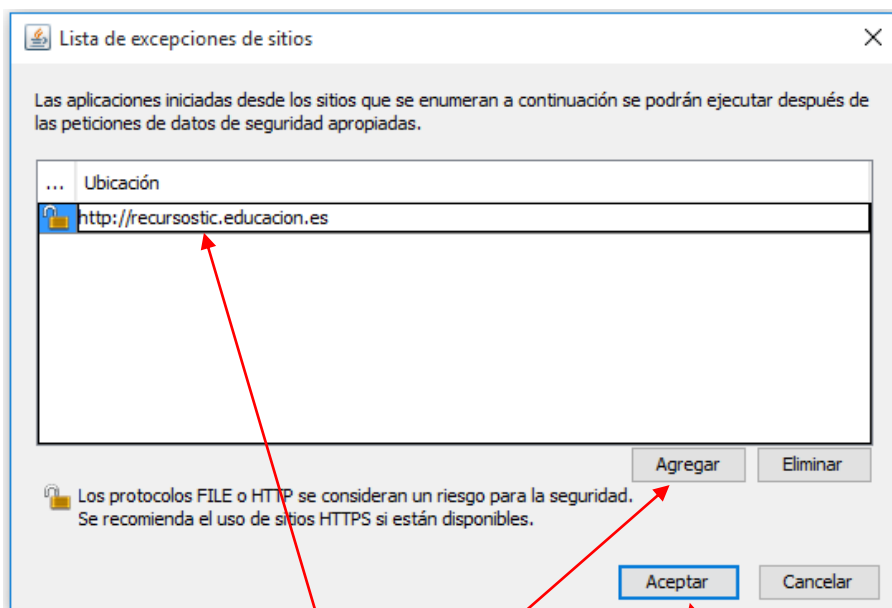 Lista de excepciones de sitios
Las aplicaciones iniciadas desde los sitios que se enumeran a continuación se podrán ejecutar después de
las peticiones de datos de seguridad apropiadas.
... Ubicación
http://recursostic.educacion.es
Agregar Eliminar
Los protocolos FILE o HTTP se consideran un riesgo para la seguridad.
Se recomienda el uso de sitios HTTPS si están disponibles.
Aceptar Cancelar